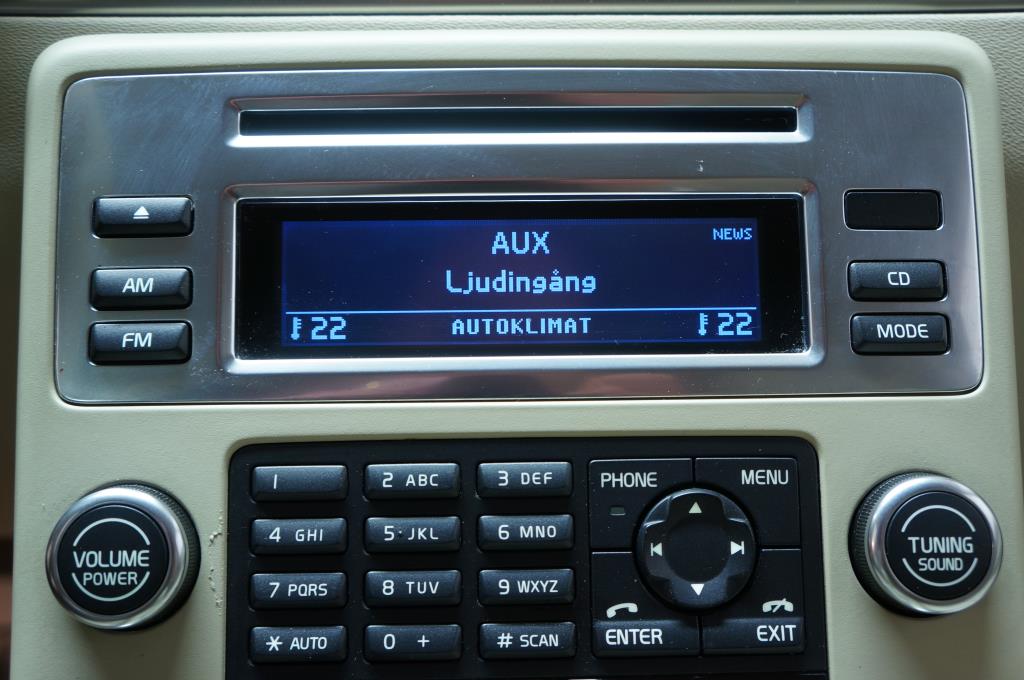 AUX
NEWS
Ljudingång
22 AUTOKLIMAT 22
AM
FM
CD
MODE
1
2 ABC
3 DEF
4 GHI
5 JKL
6 MNO
7 PQRS
8 TUV
9 WXYZ
* AUTO
0 +
# SCAN
PHONE
MENU
ENTER
EXIT
VOLUME
POWER
TUNING
SOUND